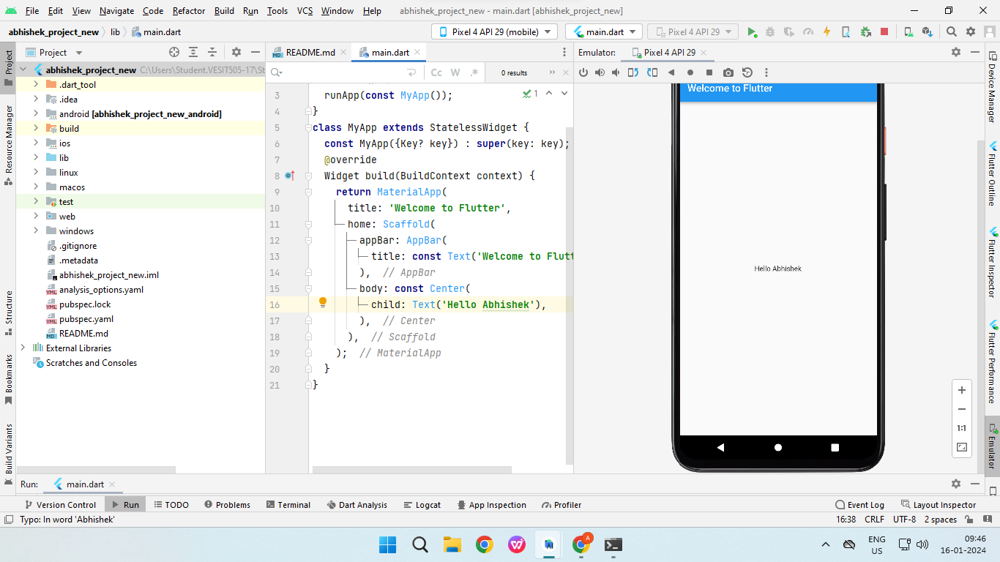 File Edit View Navigate Code Refactor Build Run Tools VCS Window Help abhishek_project_new - main.dart [abhishek_project_new]
abhishek_project_new lib main.dart Pixel 4 API 29 (mobile) main.dart Pixel 4 API 29
Project README.md main.dart Emulator: Pixel 4 API 29
abhishek_project_new C:\Users\Student.VESIT505-17\St
Cc W .* 0 results
.dart_tool
.idea
android [abhishek_project_new_android]
build
ios
lib
linux
macos
test
web
windows
.gitignore
.metadata
abhishek_project_new.iml
analysis_options.yaml
pubspec.lock
pubspec.yaml
README.md
External Libraries
Scratches and Consoles
3 runApp(const MyApp()); 1
4 }
5 class MyApp extends StatelessWidget {
6 const MyApp({Key? key}) : super(key: key);
7 @override
8 Widget build(BuildContext context) {
9 return MaterialApp(
10 title: 'Welcome to Flutter',
11 home: Scaffold(
12 appBar: AppBar(
13 title: const Text('Welcome to Flutt
14 ), // AppBar
15 body: const Center(
16 child: Text('Hello Abhishek'),
17 ), // Center
18 ), // Scaffold
19 ); // MaterialApp
20 }
21 }
Welcome to Flutter
Hello Abhishek
1:1
Project
Resource Manager
Structure
Bookmarks
Build Variants
Device Manager
Flutter Outline
Flutter Inspector
Flutter Performance
Emulator
Run: main.dart
Version Control Run TODO Problems Terminal Dart Analysis Logcat App Inspection Profiler Event Log Layout Inspector
Typo: In word 'Abhishek' 16:38 CRLF UTF-8 2 spaces
A
ENG
US
09:46
16-01-2024